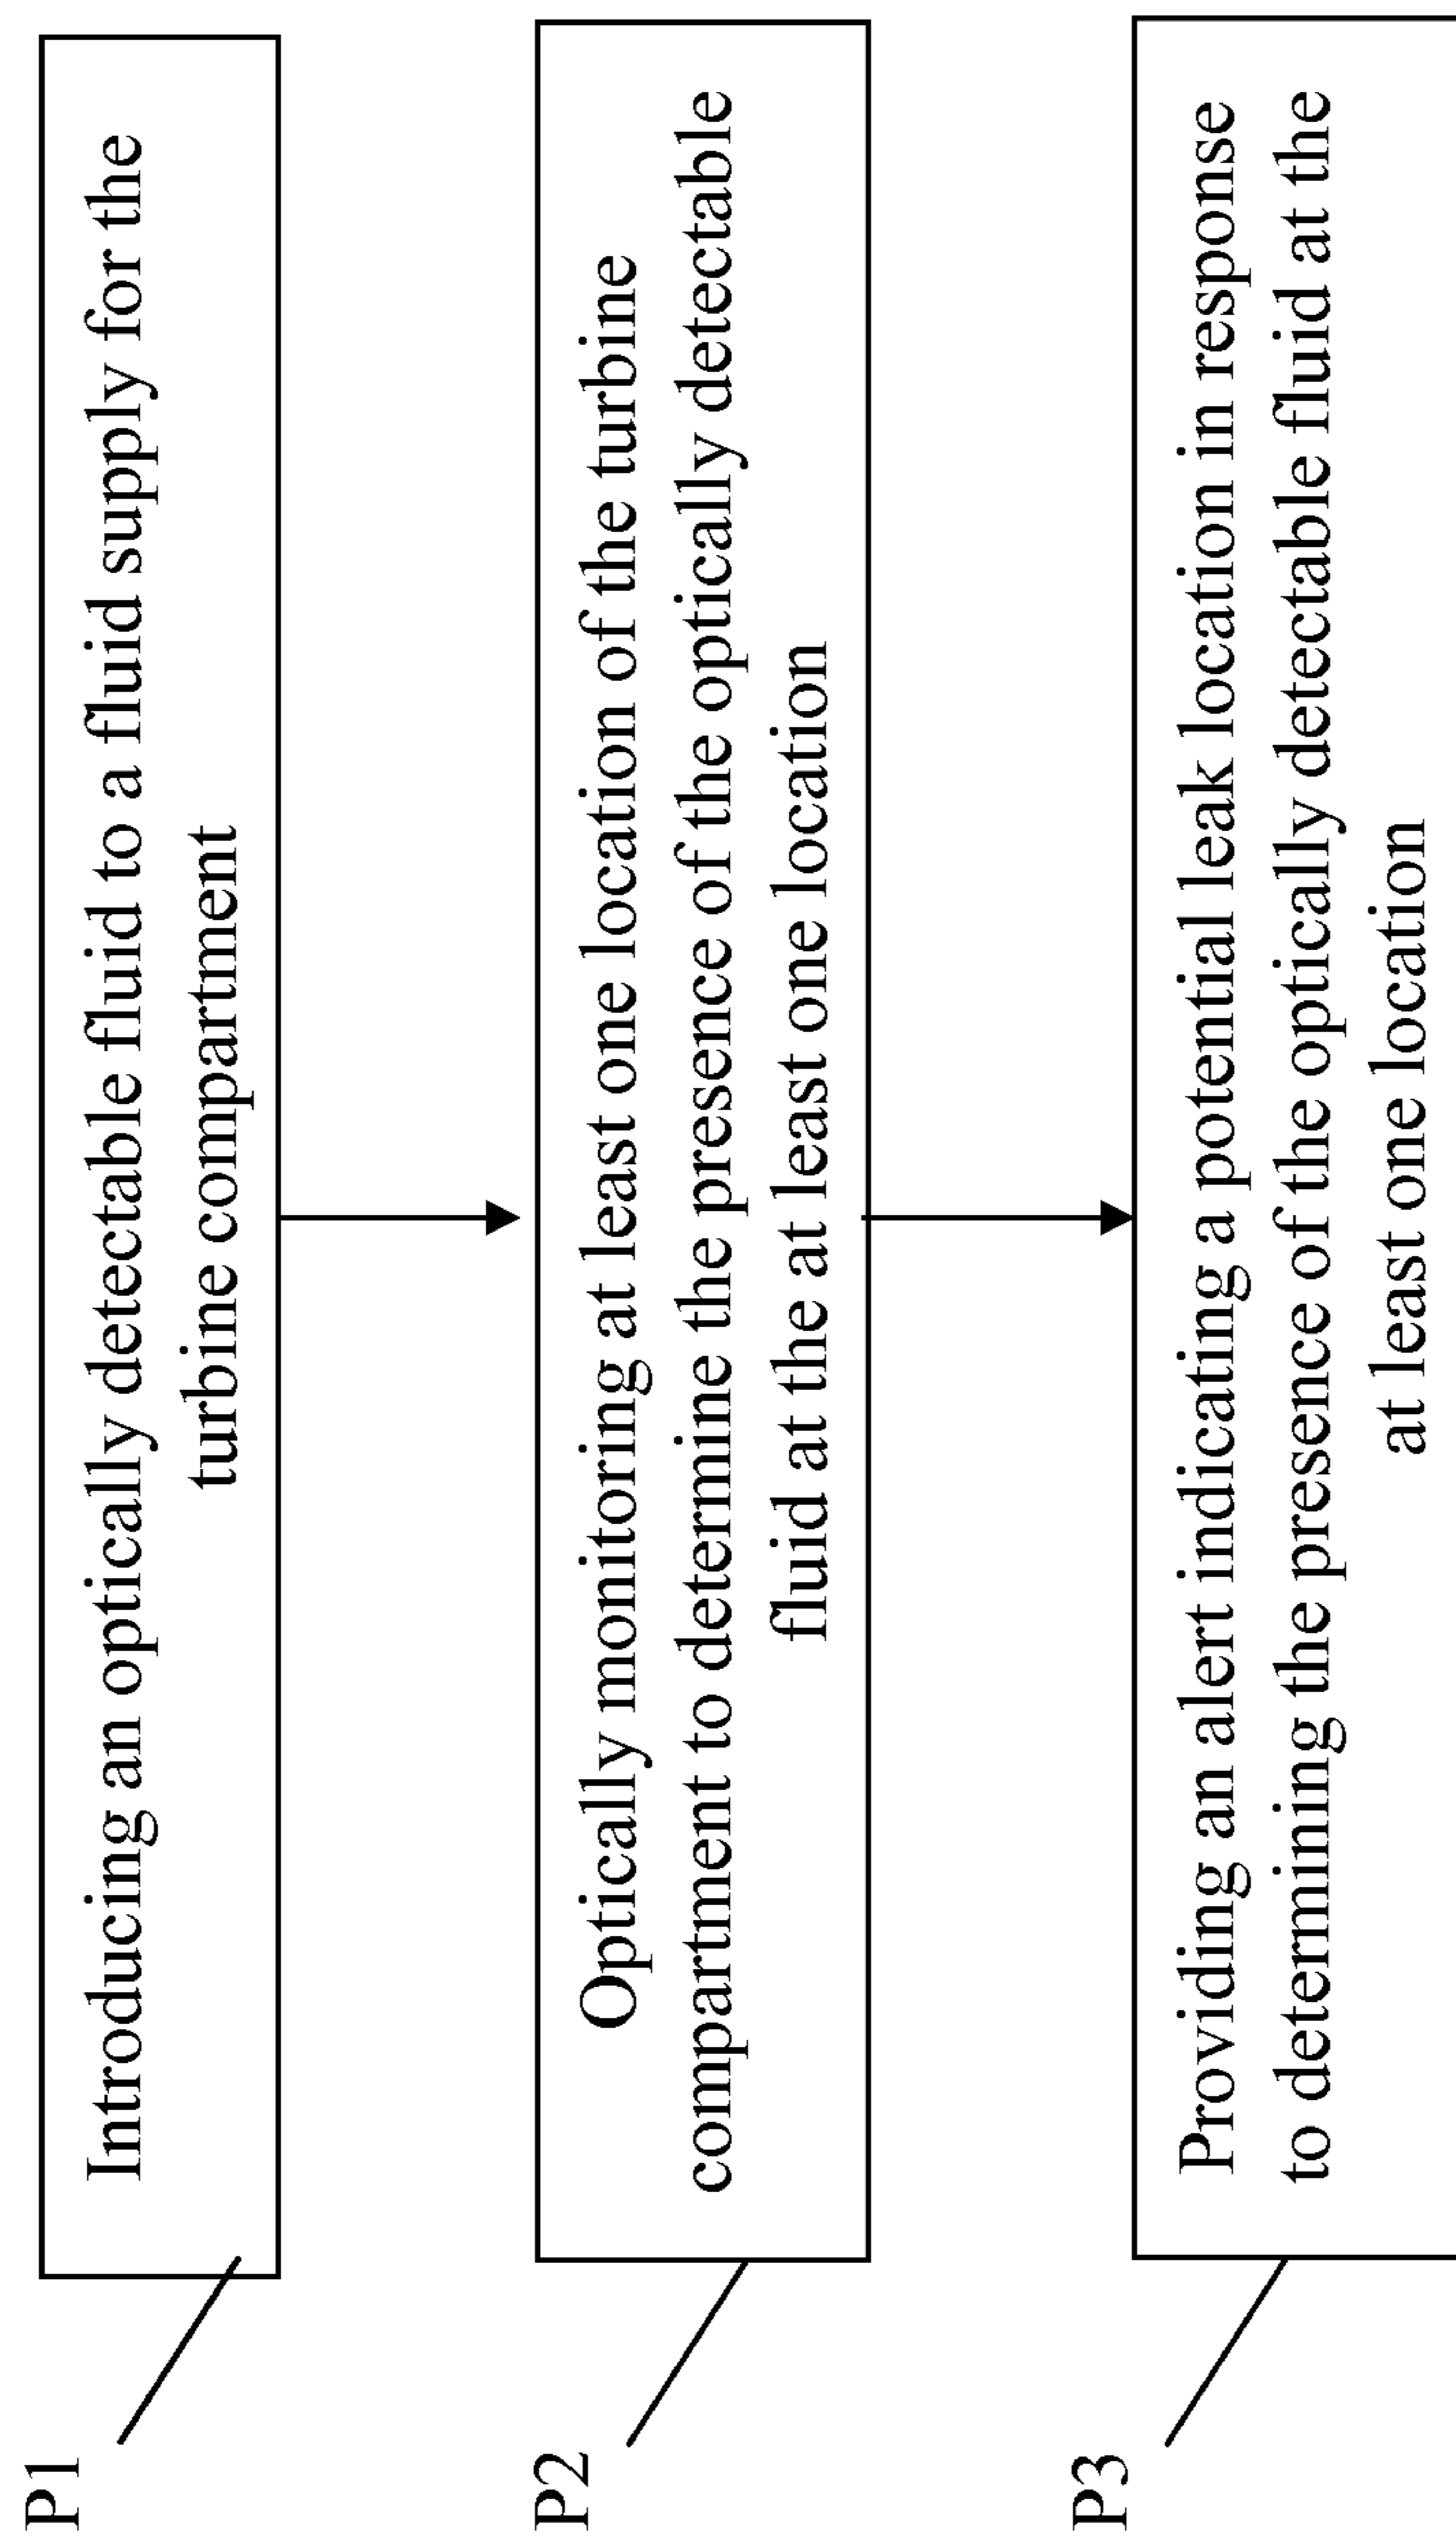 P1
Introducing an optically detectable fluid to a fluid supply for the
turbine compartment
P2
Optically monitoring at least one location of the turbine
compartment to determine the presence of the optically detectable
fluid at the at least one location
P3
Providing an alert indicating a potential leak location in response
to determining the presence of the optically detectable fluid at the
at least one location